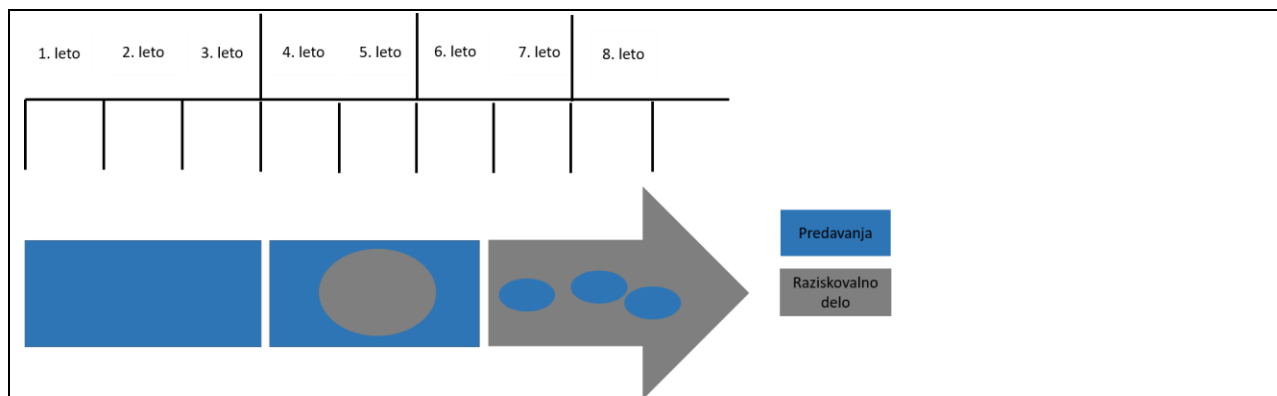 1. leto
2. leto
3. leto
4. leto
5. leto
6. leto
7. leto
8. leto
Predavanja
Raziskovalno
delo